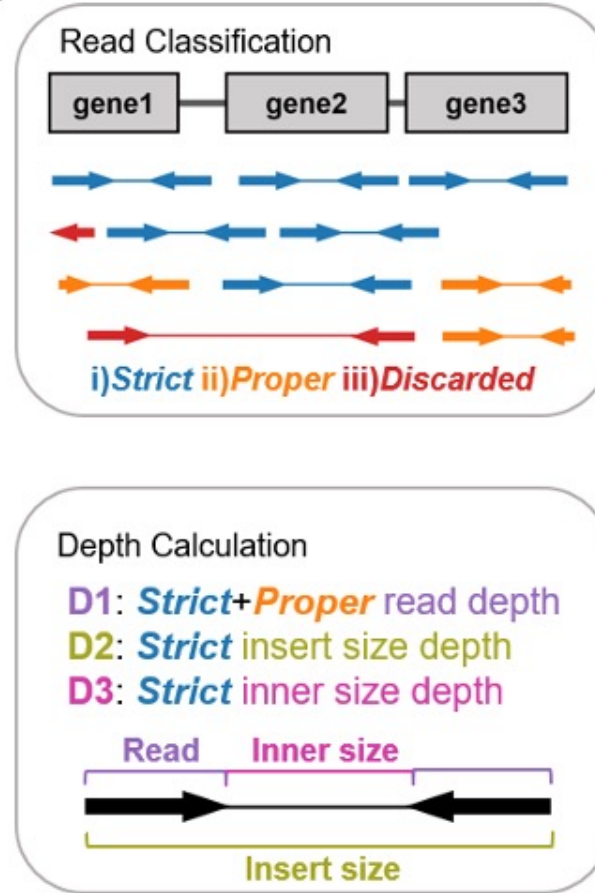 Read Classification
gene1 gene2 gene3
i)Strict ii)Proper iii)Discarded
Depth Calculation
D1: Strict+Proper read depth
D2: Strict insert size depth
D3: Strict inner size depth
Read Inner size
Insert size